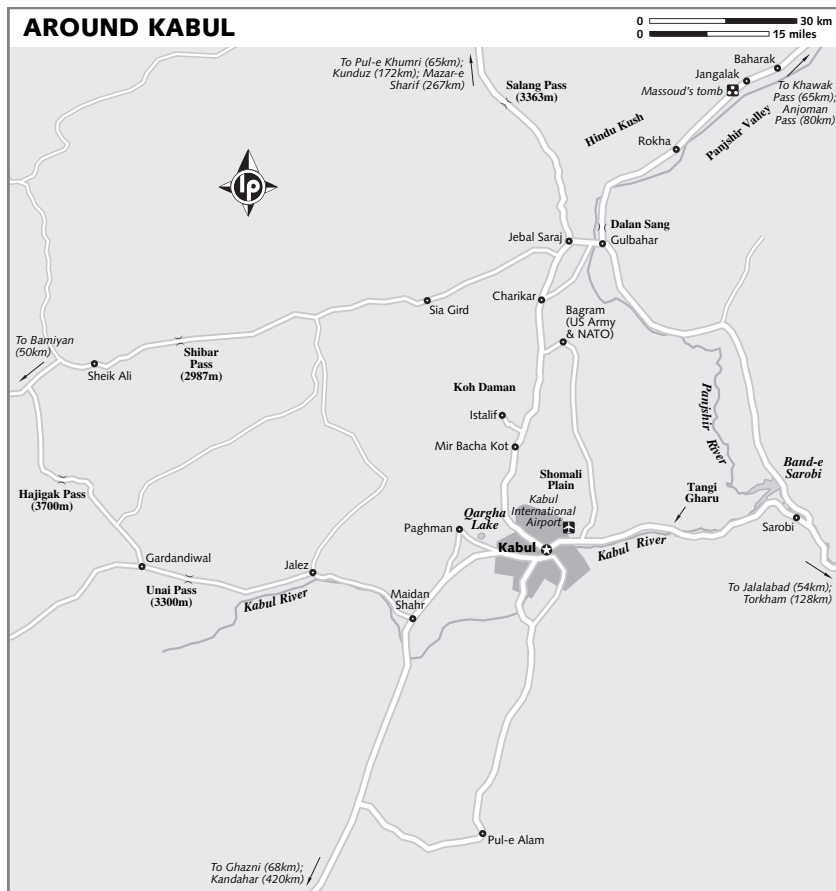 AROUND KABUL
0 30 km
0 15 miles
To Pul-e Khumri (65km);
Kunduz (172km); Mazar-e
Sharif (267km)
Salang Pass
(3363m)
Baharak
Jangalak
Massoud's tomb
To Khawak
Pass (65km);
Anjoman
Pass (80km)
Hindu Kush
Panjshir Valley
Rokha
lp
Dalan Sang
Jebal Saraj
Gulbahar
Sia Gird
Charikar
Bagram
(US Army
& NATO)
To Bamiyan
(50km)
Shibar
Pass
(2987m)
Sheik Ali
Koh Daman
Istalif
Panjshir River
Mir Bacha Kot
Hajigak Pass
(3700m)
Shomali
Plain
Band-e
Sarobi
Tangi
Gharu
Qargha
Lake
Kabul
International
Airport
Paghman
Sarobi
Kabul
Kabul River
Gardandiwal
Jalez
Unai Pass
(3300m)
Kabul River
Maidan
Shahr
To Jalalabad (54km);
Torkham (128km)
Pul-e Alam
To Ghazni (68km);
Kandahar (420km)